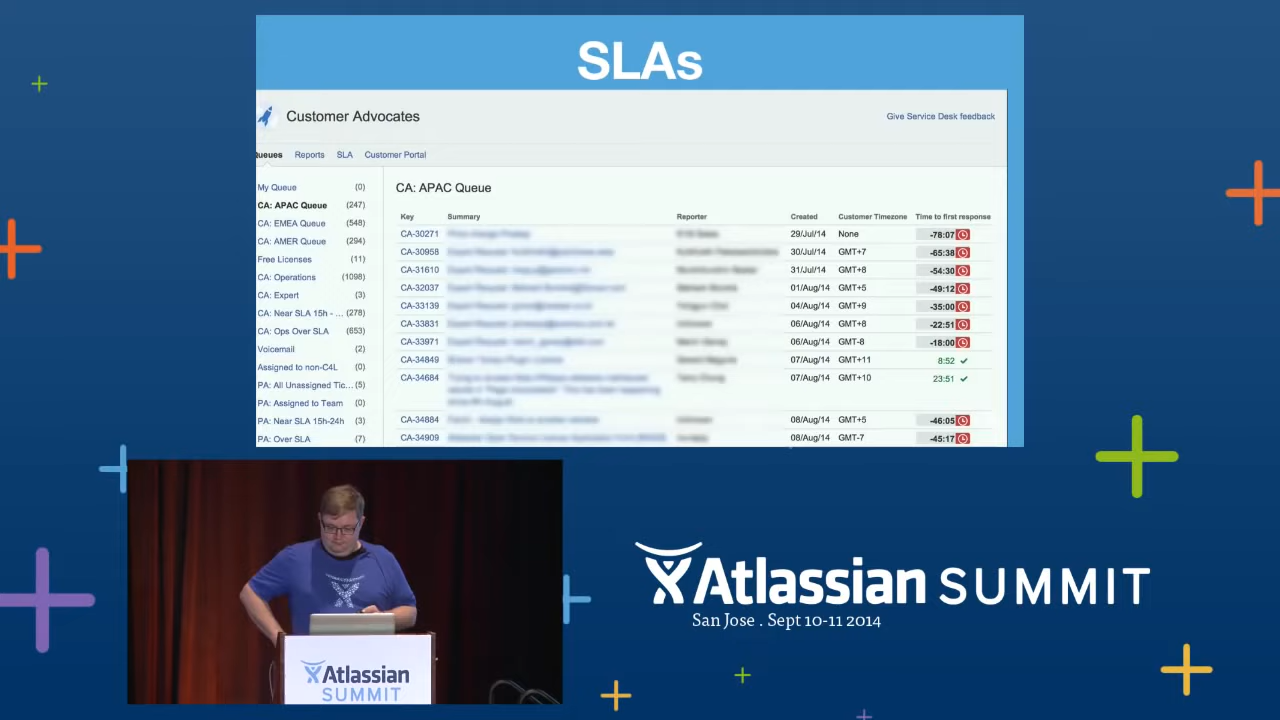 SLAs
Customer Advocates
Give Service Desk feedback
Queues Reports SLA Customer Portal
My Queue (0)
CA: APAC Queue (247)
CA: EMEA Queue (548)
CA: AMER Queue (294)
Free Licenses (11)
CA: Operations (1098)
CA: Expert (3)
CA: Near SLA 15h - ... (278)
CA: Ops Over SLA (653)
Voicemail (2)
Assigned to non-C4L (0)
PA: All Unassigned Tic... (5)
PA: Assigned to Team (0)
PA: Near SLA 15h-24h (3)
PA: Over SLA (7)
CA: APAC Queue
Key Summary Reporter Created Customer Timezone Time to first response
CA-30271 29/Jul/14 None -78:07
CA-30958 30/Jul/14 GMT+7 -65:38
CA-31610 31/Jul/14 GMT+8 -54:30
CA-32037 01/Aug/14 GMT+5 -49:12
CA-33139 04/Aug/14 GMT+9 -35:00
CA-33831 06/Aug/14 GMT+8 -22:51
CA-33971 06/Aug/14 GMT-8 -18:00
CA-34849 07/Aug/14 GMT+11 8:52
CA-34684 07/Aug/14 GMT+10 23:51
CA-34884 08/Aug/14 GMT+5 -46:05
CA-34909 08/Aug/14 GMT-7 -45:17
Atlassian SUMMIT
San Jose . Sept 10-11 2014
Atlassian
SUMMIT